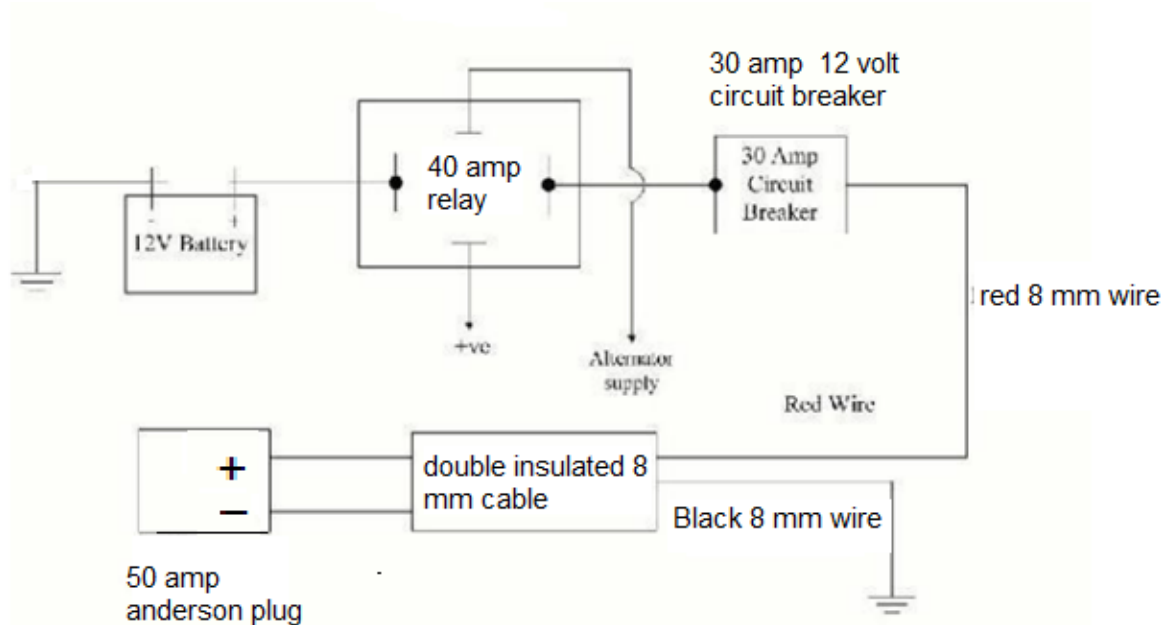 30 amp  12 volt
circuit breaker
40 amp
relay
30 Amp
Circuit
Breaker
- +
12V Battery
red 8 mm wire
+ve
Alternator
supply
Red Wire
+
−
double insulated 8
mm cable
Black 8 mm wire
50 amp
anderson plug